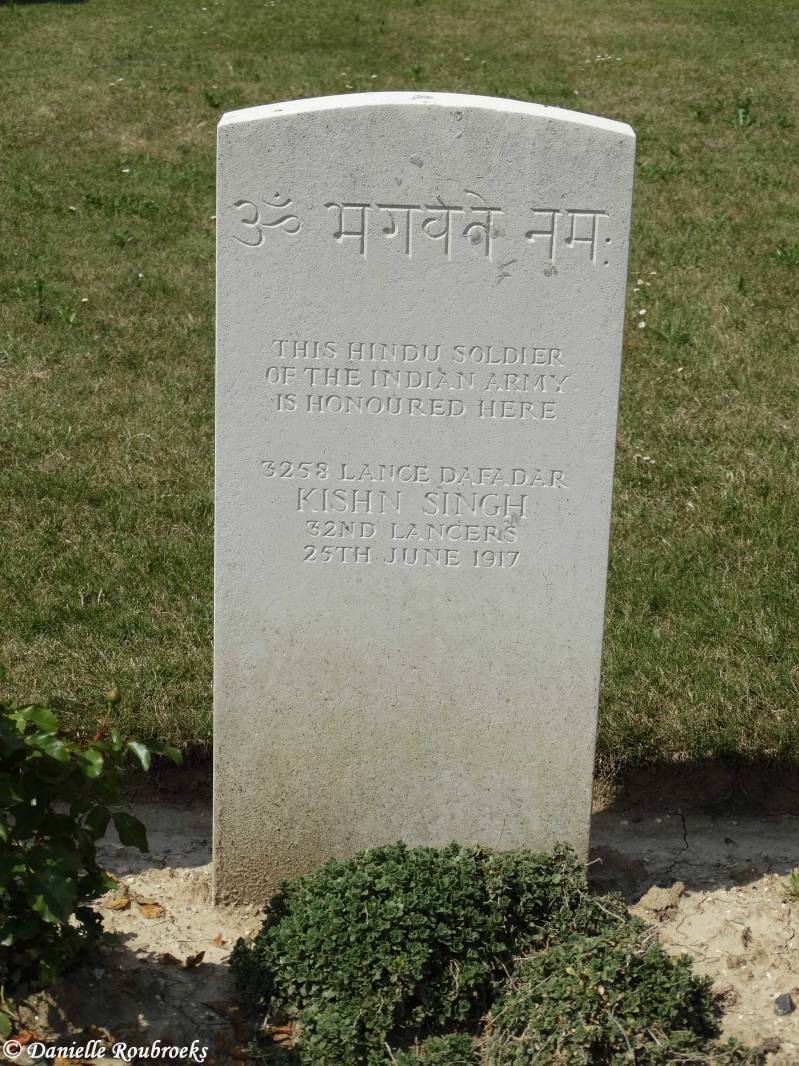 ॐ भगवते नमः
THIS HINDU SOLDIER
OF THE INDIAN ARMY
IS HONOURED HERE
3258 LANCE DAFADAR
KISHN SINGH
32ND LANCERS
25TH JUNE 1917
© Danielle Roubroeks